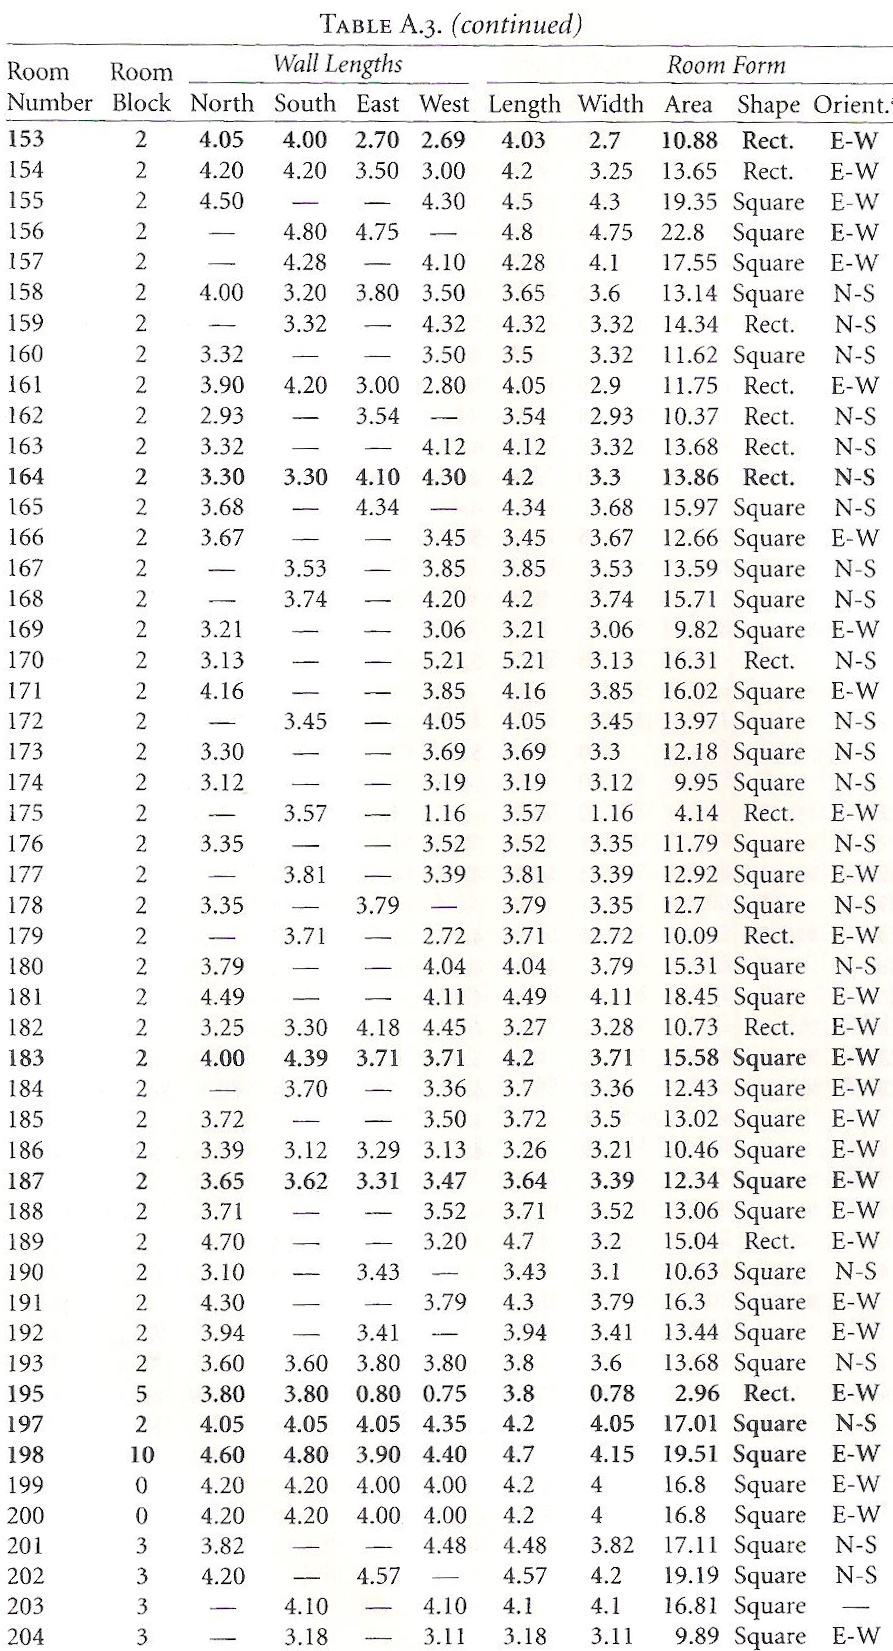 TABLE A.3. (continued)
Wall Lengths Room Form
Room Room
Number Block North South East West Length Width Area Shape Orient.
153 2 4.05 4.00 2.70 2.69 4.03 2.7 10.88 Rect. E-W
154 2 4.20 4.20 3.50 3.00 4.2 3.25 13.65 Rect. E-W
155 2 4.50 — — 4.30 4.5 4.3 19.35 Square E-W
156 2 — 4.80 4.75 — 4.8 4.75 22.8 Square E-W
157 2 — 4.28 — 4.10 4.28 4.1 17.55 Square E-W
158 2 4.00 3.20 3.80 3.50 3.65 3.6 13.14 Square N-S
159 2 — 3.32 — 4.32 4.32 3.32 14.34 Rect. N-S
160 2 3.32 — — 3.50 3.5 3.32 11.62 Square N-S
161 2 3.90 4.20 3.00 2.80 4.05 2.9 11.75 Rect. E-W
162 2 2.93 — 3.54 — 3.54 2.93 10.37 Rect. N-S
163 2 3.32 — — 4.12 4.12 3.32 13.68 Rect. N-S
164 2 3.30 3.30 4.10 4.30 4.2 3.3 13.86 Rect. N-S
165 2 3.68 — 4.34 — 4.34 3.68 15.97 Square N-S
166 2 3.67 — — 3.45 3.45 3.67 12.66 Square E-W
167 2 — 3.53 — 3.85 3.85 3.53 13.59 Square N-S
168 2 — 3.74 — 4.20 4.2 3.74 15.71 Square N-S
169 2 3.21 — — 3.06 3.21 3.06 9.82 Square E-W
170 2 3.13 — — 5.21 5.21 3.13 16.31 Rect. N-S
171 2 4.16 — — 3.85 4.16 3.85 16.02 Square E-W
172 2 — 3.45 — 4.05 4.05 3.45 13.97 Square N-S
173 2 3.30 — — 3.69 3.69 3.3 12.18 Square N-S
174 2 3.12 — — 3.19 3.19 3.12 9.95 Square N-S
175 2 — 3.57 — 1.16 3.57 1.16 4.14 Rect. E-W
176 2 3.35 — — 3.52 3.52 3.35 11.79 Square N-S
177 2 — 3.81 — 3.39 3.81 3.39 12.92 Square E-W
178 2 3.35 — 3.79 — 3.79 3.35 12.7 Square N-S
179 2 — 3.71 — 2.72 3.71 2.72 10.09 Rect. E-W
180 2 3.79 — — 4.04 4.04 3.79 15.31 Square N-S
181 2 4.49 — — 4.11 4.49 4.11 18.45 Square E-W
182 2 3.25 3.30 4.18 4.45 3.27 3.28 10.73 Rect. E-W
183 2 4.00 4.39 3.71 3.71 4.2 3.71 15.58 Square E-W
184 2 — 3.70 — 3.36 3.7 3.36 12.43 Square E-W
185 2 3.72 — — 3.50 3.72 3.5 13.02 Square E-W
186 2 3.39 3.12 3.29 3.13 3.26 3.21 10.46 Square E-W
187 2 3.65 3.62 3.31 3.47 3.64 3.39 12.34 Square E-W
188 2 3.71 — — 3.52 3.71 3.52 13.06 Square E-W
189 2 4.70 — — 3.20 4.7 3.2 15.04 Rect. E-W
190 2 3.10 — 3.43 — 3.43 3.1 10.63 Square N-S
191 2 4.30 — — 3.79 4.3 3.79 16.3 Square E-W
192 2 3.94 — 3.41 — 3.94 3.41 13.44 Square E-W
193 2 3.60 3.60 3.80 3.80 3.8 3.6 13.68 Square N-S
195 5 3.80 3.80 0.80 0.75 3.8 0.78 2.96 Rect. E-W
197 2 4.05 4.05 4.05 4.35 4.2 4.05 17.01 Square N-S
198 10 4.60 4.80 3.90 4.40 4.7 4.15 19.51 Square E-W
199 0 4.20 4.20 4.00 4.00 4.2 4 16.8 Square E-W
200 0 4.20 4.20 4.00 4.00 4.2 4 16.8 Square E-W
201 3 3.82 — — 4.48 4.48 3.82 17.11 Square N-S
202 3 4.20 — 4.57 — 4.57 4.2 19.19 Square N-S
203 3 — 4.10 — 4.10 4.1 4.1 16.81 Square —
204 3 — 3.18 — 3.11 3.18 3.11 9.89 Square E-W